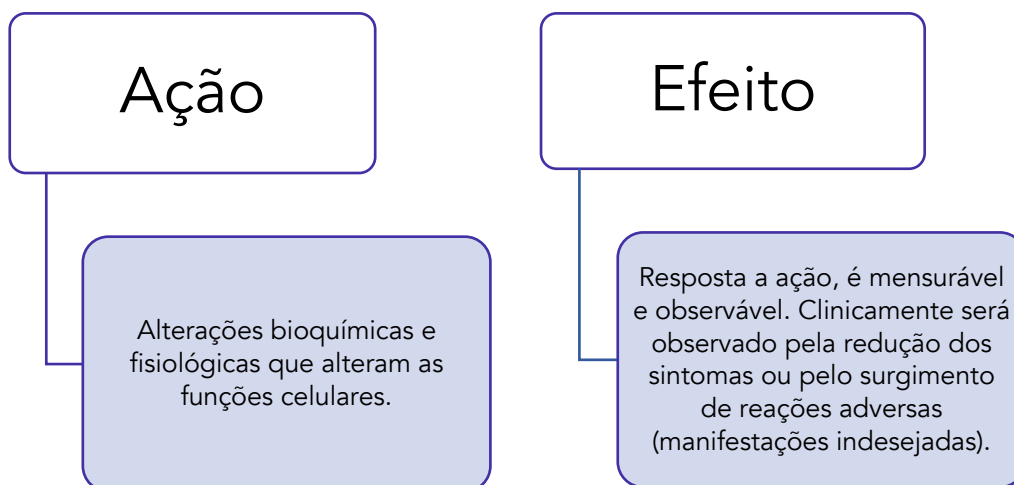 Ação
Alterações bioquímicas e
fisiológicas que alteram as
funções celulares.
Efeito
Resposta a ação, é mensurável
e observável. Clinicamente será
observado pela redução dos
sintomas ou pelo surgimento
de reações adversas
(manifestações indesejadas).